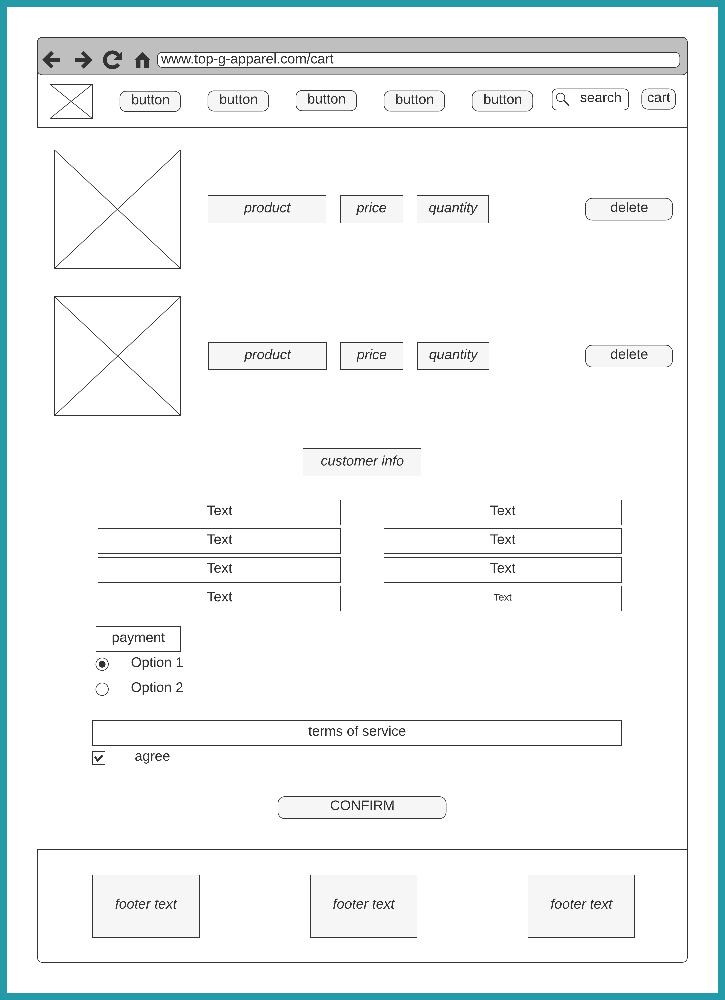 www.top-g-apparel.com/cart
button button button button button search cart
product price quantity delete
product price quantity delete
customer info
Text Text
Text Text
Text Text
Text Text
payment
Option 1
Option 2
terms of service
agree
CONFIRM
footer text footer text footer text